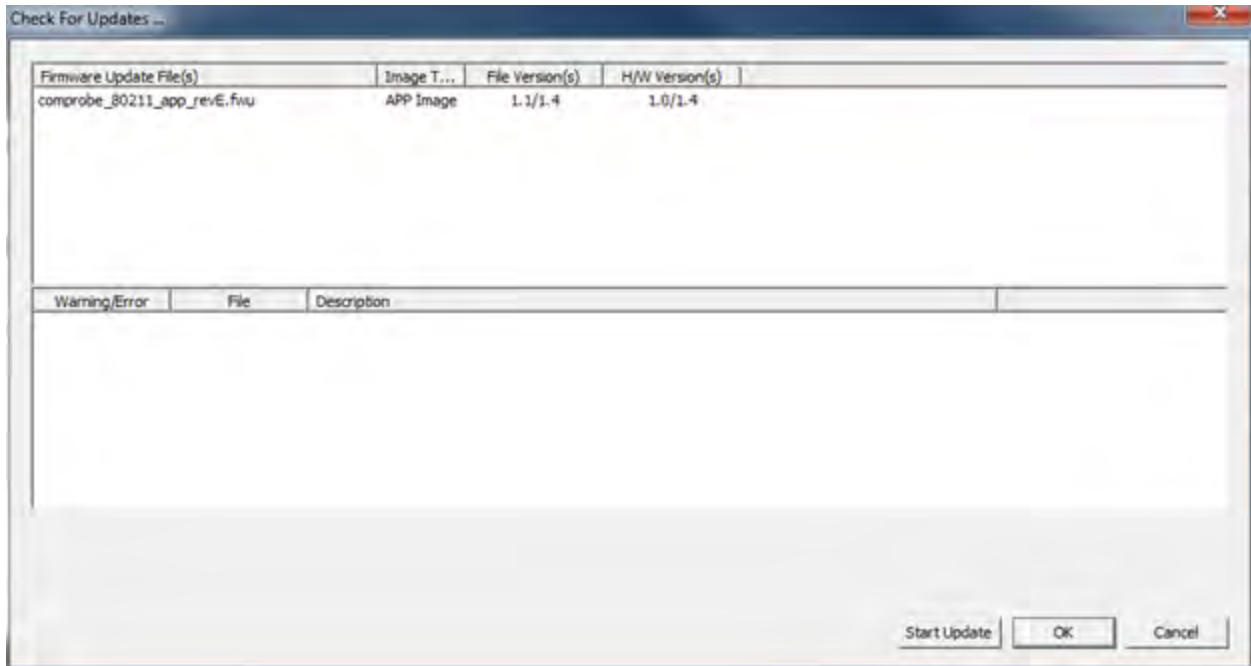 Check For Updates ...
Firmware Update File(s) Image T... File Version(s) H/W Version(s)
comprobe_80211_app_revE.fwu APP Image 1.1/1.4 1.0/1.4
Warning/Error File Description
Start Update OK Cancel